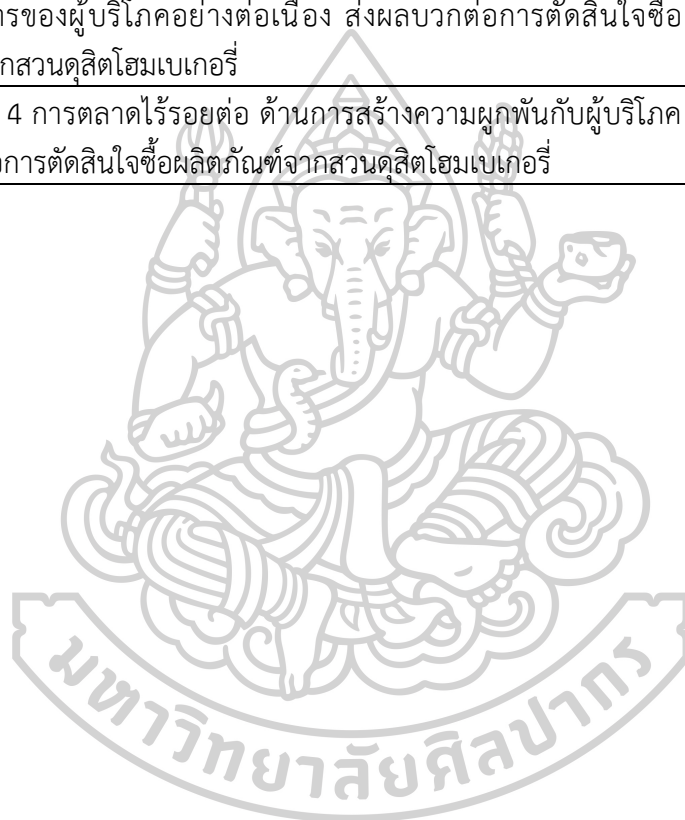 ารของผู้บริโภคอย่างต่อเนื่อง ส่งผลบวกต่อการตัดสินใจซื้อ
กสวนดุสิตโฮมเบเกอรี่
4 การตลาดไร้รอยต่อ ด้านการสร้างความผูกพันกับผู้บริโภค
อการตัดสินใจซื้อผลิตภัณฑ์จากสวนดุสิตโฮมเบเกอรี่
มหาวิทยาลัยศิลปากร